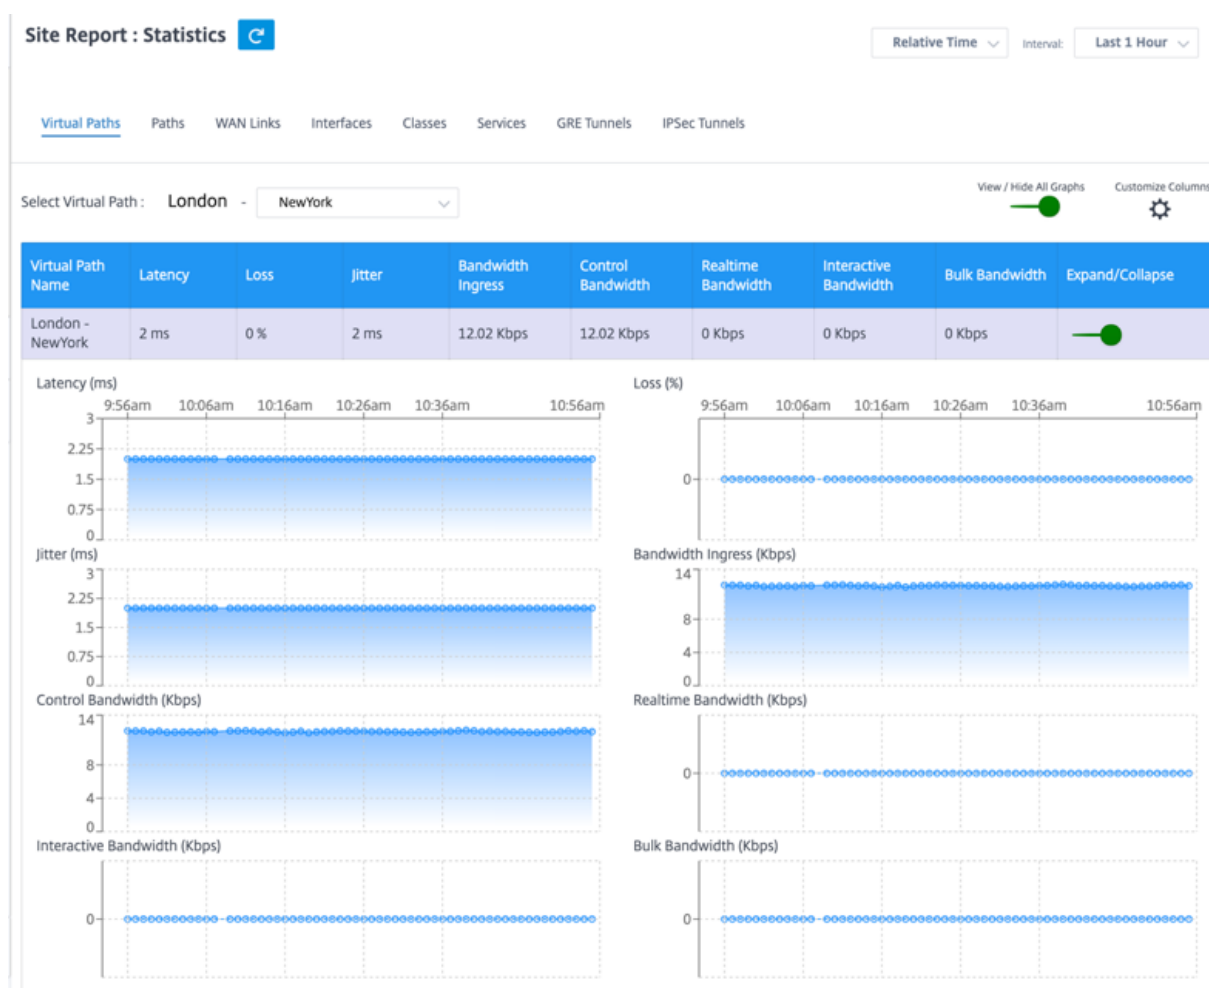 Site Report : Statistics
Relative Time
Interval:
Last 1 Hour
Virtual Paths
Paths
WAN Links
Interfaces
Classes
Services
GRE Tunnels
IPSec Tunnels
Select Virtual Path :
London
-
NewYork
View / Hide All Graphs
Customize Columns
Virtual Path Name
Latency
Loss
Jitter
Bandwidth Ingress
Control Bandwidth
Realtime Bandwidth
Interactive Bandwidth
Bulk Bandwidth
Expand/Collapse
London - NewYork
2 ms
0 %
2 ms
12.02 Kbps
12.02 Kbps
0 Kbps
0 Kbps
0 Kbps
Latency (ms)
9:56am 10:06am 10:16am 10:26am 10:36am 10:56am
3
2.25
1.5
0.75
0
Loss (%)
9:56am 10:06am 10:16am 10:26am 10:36am 10:56am
0
Jitter (ms)
3
2.25
1.5
0.75
0
Bandwidth Ingress (Kbps)
14
8
4
0
Control Bandwidth (Kbps)
14
8
4
0
Realtime Bandwidth (Kbps)
0
Interactive Bandwidth (Kbps)
0
Bulk Bandwidth (Kbps)
0